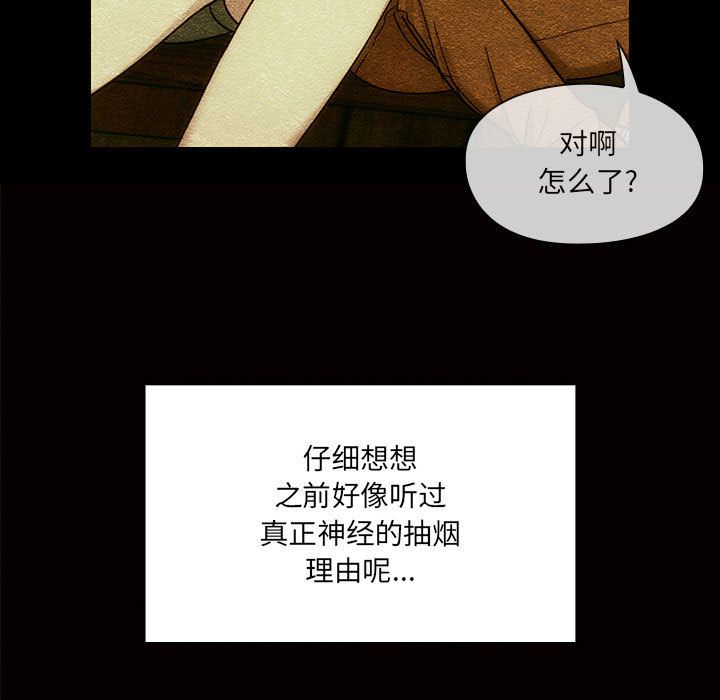 对啊
怎么了?
仔细想想
之前好像听过
真正神经的抽烟
理由呢...